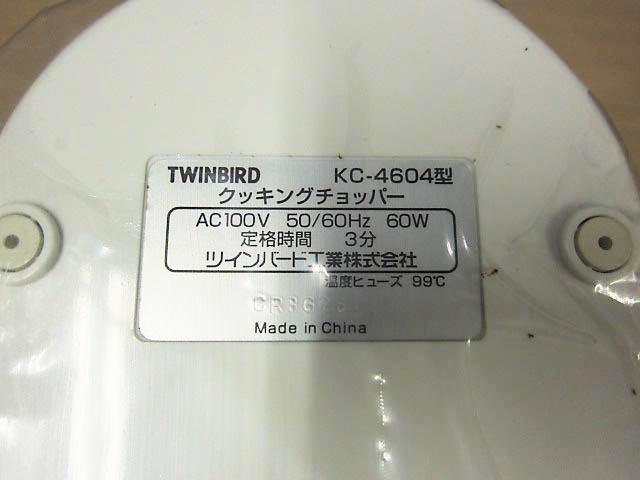 TWINBIRD KC-4604型
クッキングチョッパー
AC100V 50/60Hz 60W
定格時間 3分
ツインバード工業株式会社
温度ヒューズ 99℃
Made in China